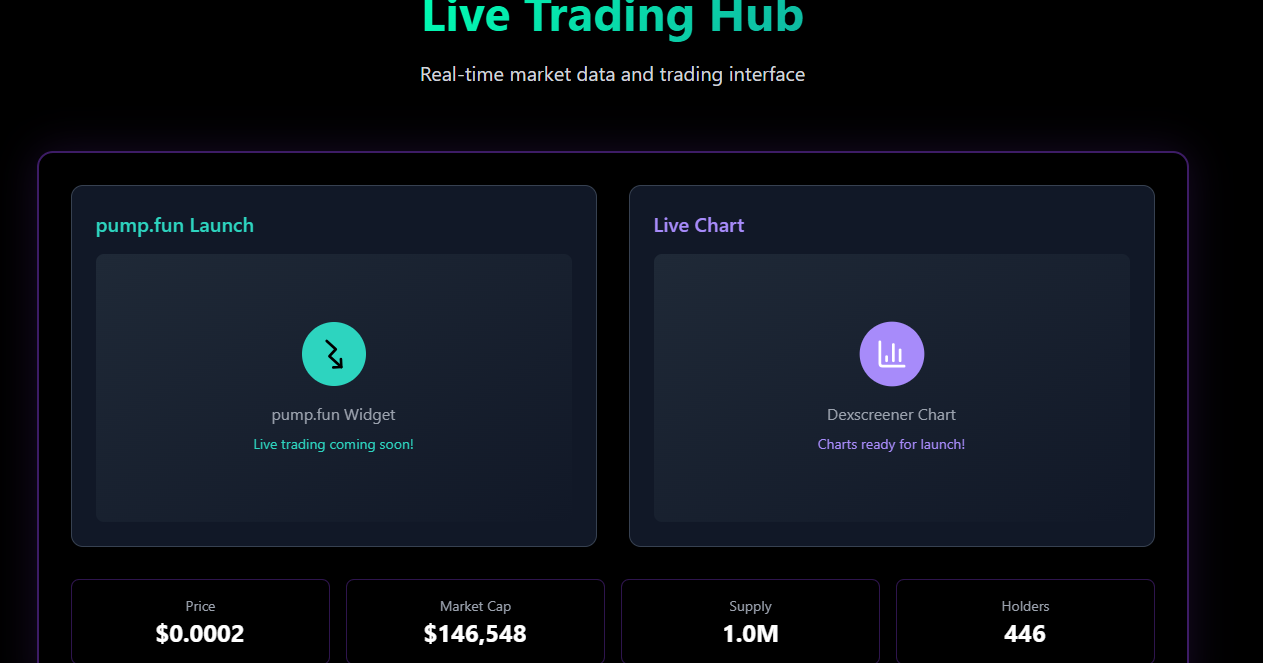 Live Trading Hub
Real-time market data and trading interface
pump.fun Launch
Live Chart
pump.fun Widget
Live trading coming soon!
Dexscreener Chart
Charts ready for launch!
Price
$0.0002
Market Cap
$146,548
Supply
1.0M
Holders
446